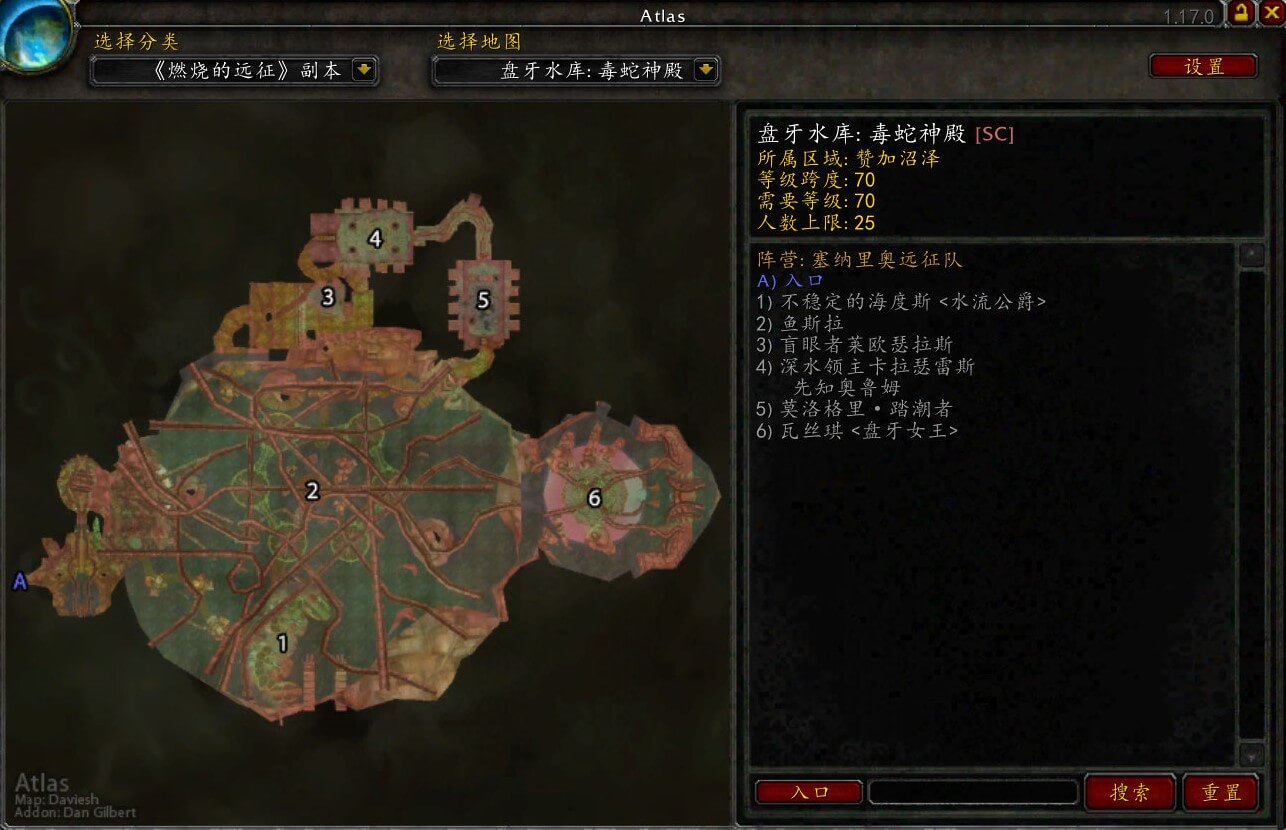 Atlas
1.17.0
选择分类
选择地图
《燃烧的远征》副本
盘牙水库: 毒蛇神殿
设置
盘牙水库: 毒蛇神殿 [SC]
所属区域: 赞加沼泽
等级跨度: 70
需要等级: 70
人数上限: 25
阵营: 塞纳里奥远征队
A) 入口
1) 不稳定的海度斯 <水流公爵>
2) 鱼斯拉
3) 盲眼者莱欧瑟拉斯
4) 深水领主卡拉瑟雷斯
先知奥鲁姆
5) 莫洛格里•踏潮者
6) 瓦丝琪 <盘牙女王>
4
3
5
2
6
A
1
Atlas
Map: Daviesh
Addon: Dan Gilbert
入口
搜索
重置